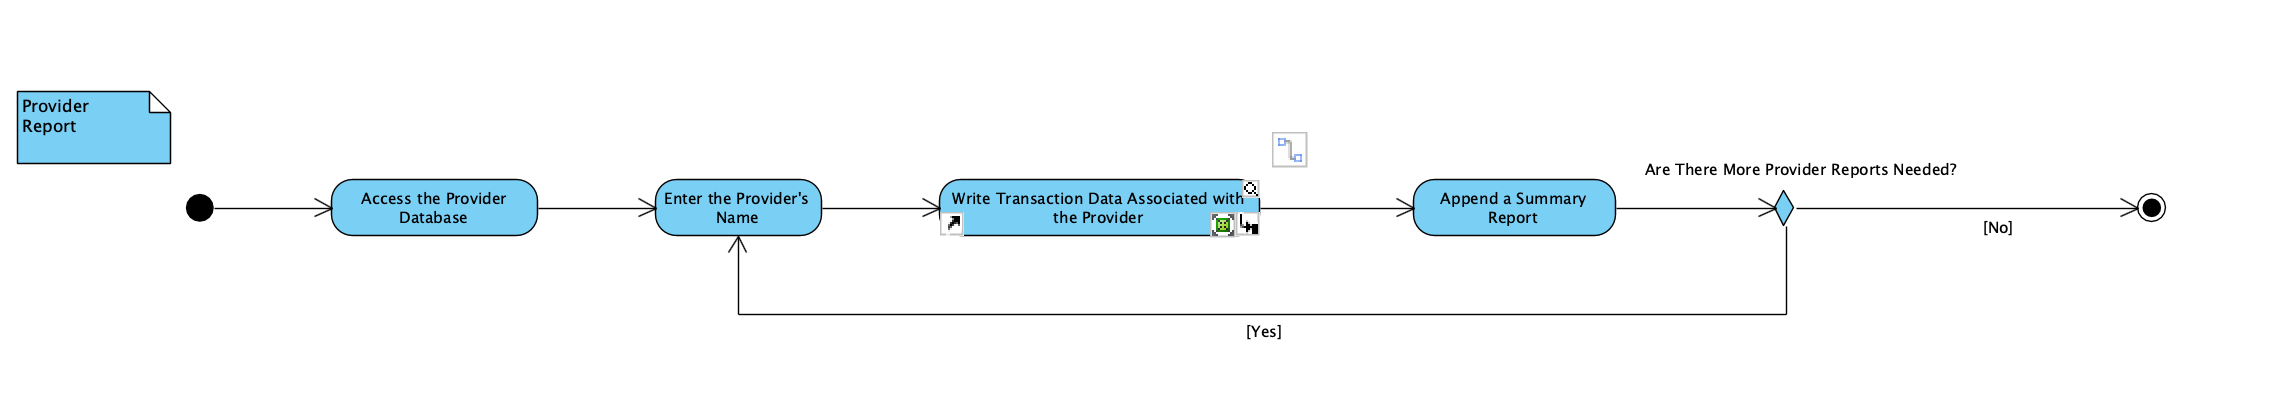 Provider
Report
Are There More Provider Reports Needed?
Access the Provider
Database
Enter the Provider's
Name
Write Transaction Data Associated with
the Provider
Append a Summary
Report
[No]
[Yes]